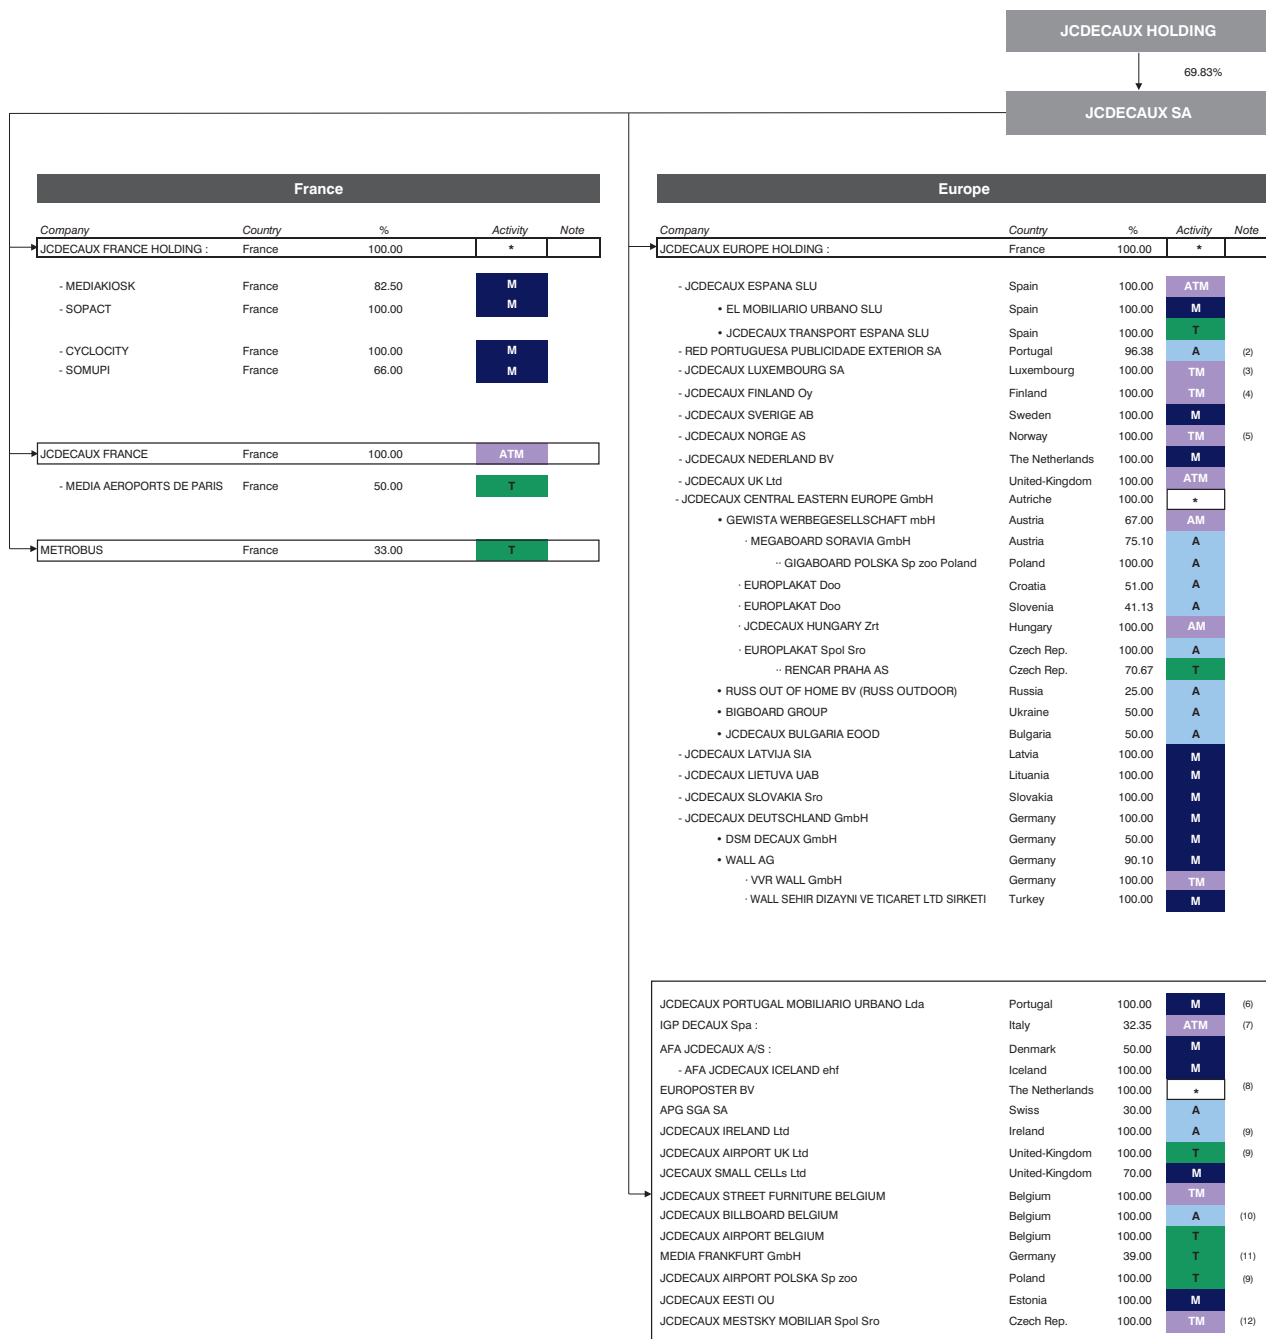 JCDECAUX HOLDING
69.83%
JCDECAUX SA
France
Company Country % Activity Note
JCDECAUX FRANCE HOLDING : France 100.00 *
- MEDIAKIOSK France 82.50 M
- SOPACT France 100.00 M
- CYCLOCITY France 100.00 M
- SOMUPI France 66.00 M
JCDECAUX FRANCE France 100.00 ATM
- MEDIA AEROPORTS DE PARIS France 50.00 T
METROBUS France 33.00 T
Europe
Company Country % Activity Note
JCDECAUX EUROPE HOLDING : France 100.00 *
- JCDECAUX ESPANA SLU Spain 100.00 ATM
• EL MOBILIARIO URBANO SLU Spain 100.00 M
• JCDECAUX TRANSPORT ESPANA SLU Spain 100.00 T
- RED PORTUGUESA PUBLICIDADE EXTERIOR SA Portugal 96.38 A (2)
- JCDECAUX LUXEMBOURG SA Luxembourg 100.00 TM (3)
- JCDECAUX FINLAND Oy Finland 100.00 TM (4)
- JCDECAUX SVERIGE AB Sweden 100.00 M
- JCDECAUX NORGE AS Norway 100.00 TM (5)
- JCDECAUX NEDERLAND BV The Netherlands 100.00 M
- JCDECAUX UK Ltd United-Kingdom 100.00 ATM
- JCDECAUX CENTRAL EASTERN EUROPE GmbH Autriche 100.00 *
• GEWISTA WERBEGESELLSCHAFT mbH Austria 67.00 AM
· MEGABOARD SORAVIA GmbH Austria 75.10 A
·· GIGABOARD POLSKA Sp zoo Poland Poland 100.00 A
· EUROPLAKAT Doo Croatia 51.00 A
· EUROPLAKAT Doo Slovenia 41.13 A
· JCDECAUX HUNGARY Zrt Hungary 100.00 AM
· EUROPLAKAT Spol Sro Czech Rep. 100.00 A
·· RENCAR PRAHA AS Czech Rep. 70.67 T
• RUSS OUT OF HOME BV (RUSS OUTDOOR) Russia 25.00 A
• BIGBOARD GROUP Ukraine 50.00 A
• JCDECAUX BULGARIA EOOD Bulgaria 50.00 A
- JCDECAUX LATVIJA SIA Latvia 100.00 M
- JCDECAUX LIETUVA UAB Lituania 100.00 M
- JCDECAUX SLOVAKIA Sro Slovakia 100.00 M
- JCDECAUX DEUTSCHLAND GmbH Germany 100.00 M
• DSM DECAUX GmbH Germany 50.00 M
• WALL AG Germany 90.10 M
· VVR WALL GmbH Germany 100.00 TM
· WALL SEHIR DIZAYNI VE TICARET LTD SIRKETI Turkey 100.00 M
JCDECAUX PORTUGAL MOBILIARIO URBANO Lda Portugal 100.00 M (6)
IGP DECAUX Spa : Italy 32.35 ATM (7)
AFA JCDECAUX A/S : Denmark 50.00 M
- AFA JCDECAUX ICELAND ehf Iceland 100.00 M
EUROPOSTER BV The Netherlands 100.00 * (8)
APG SGA SA Swiss 30.00 A
JCDECAUX IRELAND Ltd Ireland 100.00 A (9)
JCDECAUX AIRPORT UK Ltd United-Kingdom 100.00 T (9)
JCECAUX SMALL CELLs Ltd United-Kingdom 70.00 M
JCDECAUX STREET FURNITURE BELGIUM Belgium 100.00 TM
JCDECAUX BILLBOARD BELGIUM Belgium 100.00 A (10)
JCDECAUX AIRPORT BELGIUM Belgium 100.00 T
MEDIA FRANKFURT GmbH Germany 39.00 T (11)
JCDECAUX AIRPORT POLSKA Sp zoo Poland 100.00 T (9)
JCDECAUX EESTI OU Estonia 100.00 M
JCDECAUX MESTSKY MOBILIAR Spol Sro Czech Rep. 100.00 TM (12)